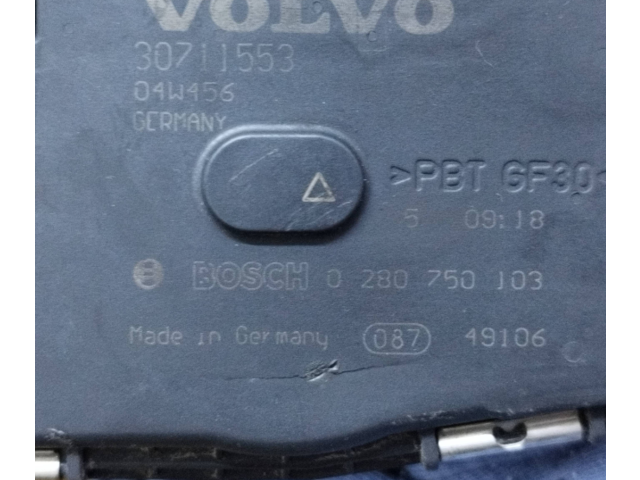 VOLVO
30711553
04W456
GERMANY
>PBT GF30<
5 09:18
BOSCH 0 280 750 103
Made in Germany 087 49106